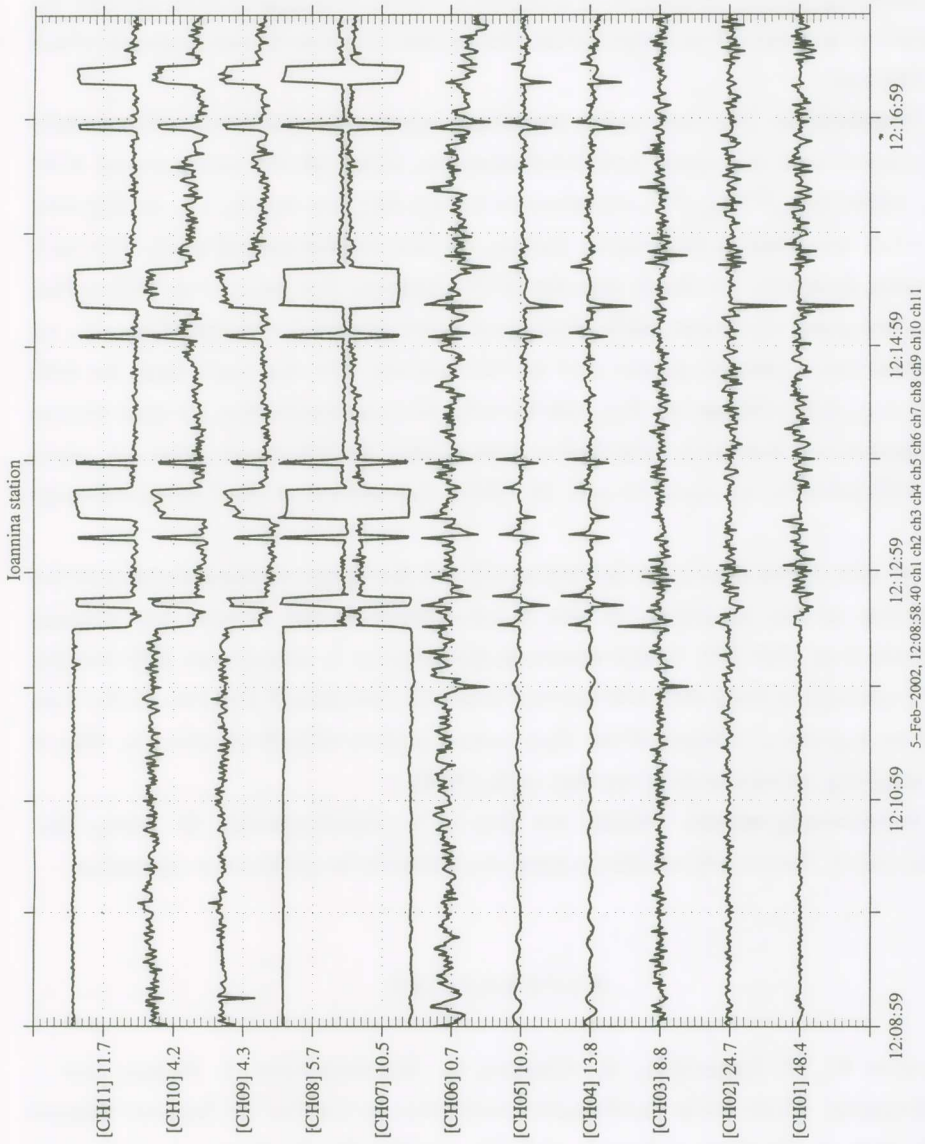 Ioannina station
[CH11] 11.7
[CH10] 4.2
[CH09] 4.3
[CH08] 5.7
[CH07] 10.5
[CH06] 0.7
[CH05] 10.9
[CH04] 13.8
[CH03] 8.8
[CH02] 24.7
[CH01] 48.4
12:08:59
12:10:59
12:12:59
12:14:59
12:16:59
5-Feb-2002, 12:08:58.40 ch1 ch2 ch3 ch4 ch5 ch6 ch7 ch8 ch9 ch10 ch11